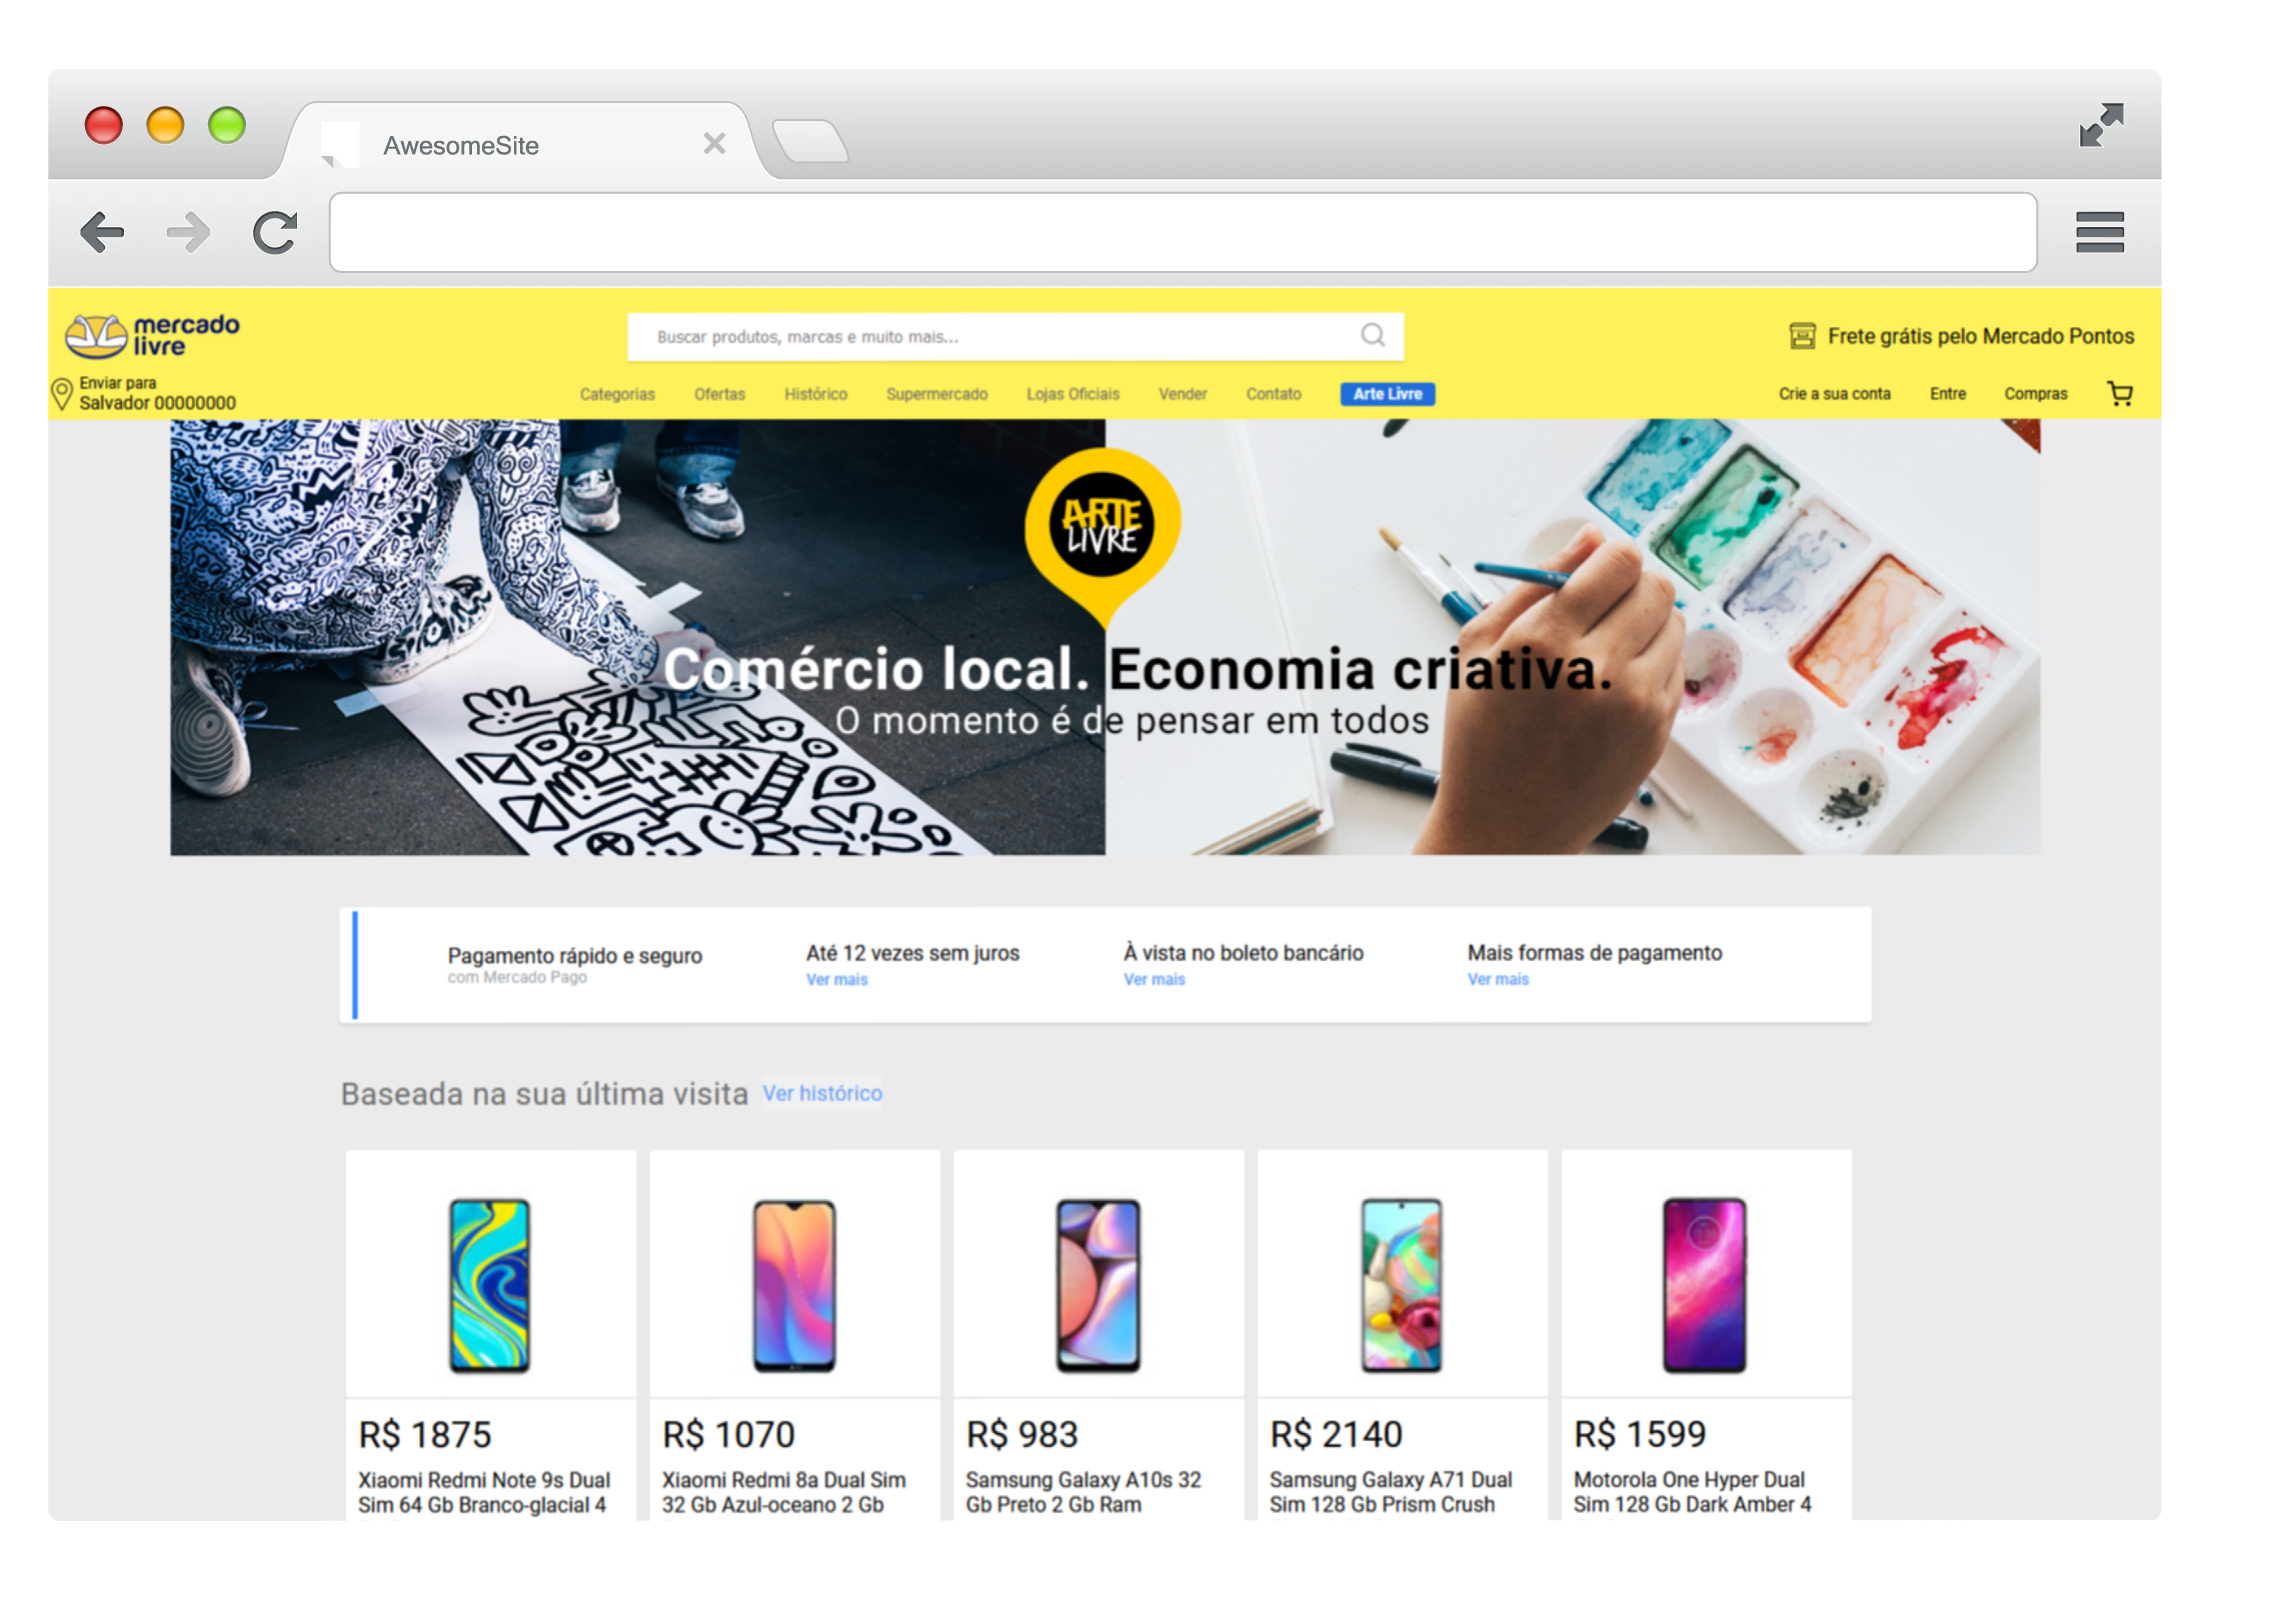 AwesomeSite
mercado
livre
Buscar produtos, marcas e muito mais...
Frete grátis pelo Mercado Pontos
Enviar para
Salvador 00000000
Categorias Ofertas Histórico Supermercado Lojas Oficiais Vender Contato Arte Livre
Crie a sua conta Entre Compras
ARTE
LIVRE
Comércio local. Economia criativa.
O momento é de pensar em todos
Pagamento rápido e seguro
com Mercado Pago
Até 12 vezes sem juros
Ver mais
À vista no boleto bancário
Ver mais
Mais formas de pagamento
Ver mais
Baseada na sua última visita Ver histórico
R$ 1875
Xiaomi Redmi Note 9s Dual
Sim 64 Gb Branco-glacial 4
R$ 1070
Xiaomi Redmi 8a Dual Sim
32 Gb Azul-oceano 2 Gb
R$ 983
Samsung Galaxy A10s 32
Gb Preto 2 Gb Ram
R$ 2140
Samsung Galaxy A71 Dual
Sim 128 Gb Prism Crush
R$ 1599
Motorola One Hyper Dual
Sim 128 Gb Dark Amber 4